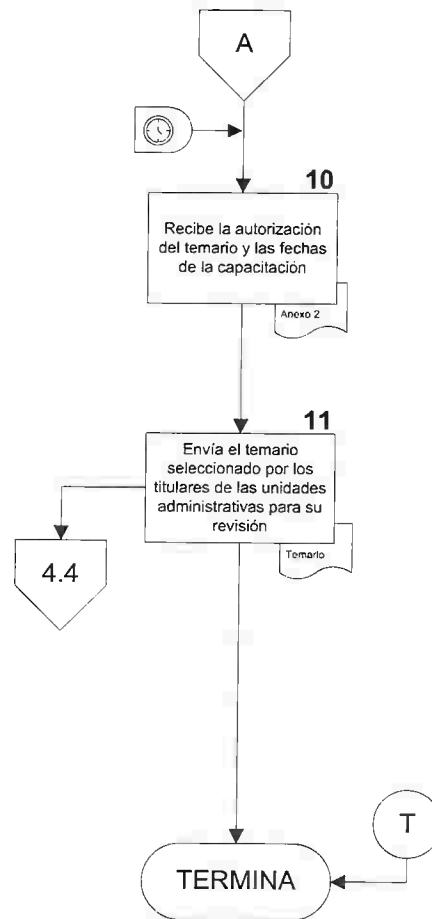 A
10
Recibe la autorización
del temario y las fechas
de la capacitación
Anexo 2
11
Envía el temario
seleccionado por los
titulares de las unidades
administrativas para su
revisión
Temario
4.4
T
TERMINA